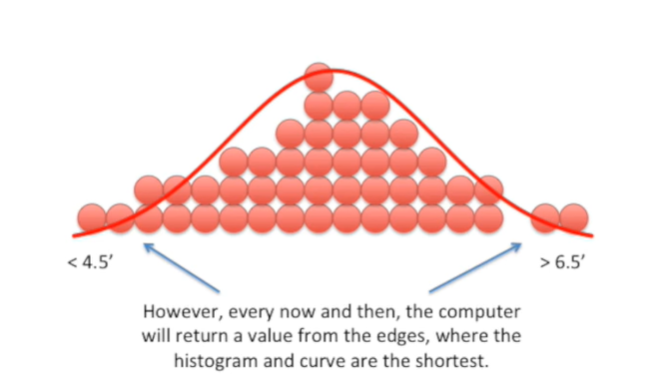 < 4.5′
> 6.5′
However, every now and then, the computer
will return a value from the edges, where the
histogram and curve are the shortest.